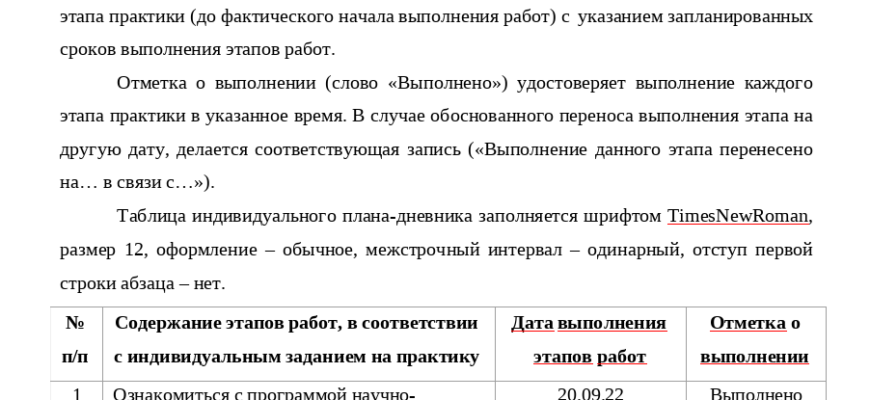 этапа практики (до фактического начала выполнения работ) с указанием запланированных
сроков выполнения этапов работ.
Отметка о выполнении (слово «Выполнено») удостоверяет выполнение каждого
этапа практики в указанное время. В случае обоснованного переноса выполнения этапа на
другую дату, делается соответствующая запись («Выполнение данного этапа перенесено
на… в связи с…»).
Таблица индивидуального плана-дневника заполняется шрифтом TimesNewRoman,
размер 12, оформление – обычное, межстрочный интервал – одинарный, отступ первой
строки абзаца – нет.
№ Содержание этапов работ, в соответствии Дата выполнения Отметка о
п/п с индивидуальным заданием на практику этапов работ выполнении
1 Ознакомиться с программой научно- 20.09.22 Выполнено